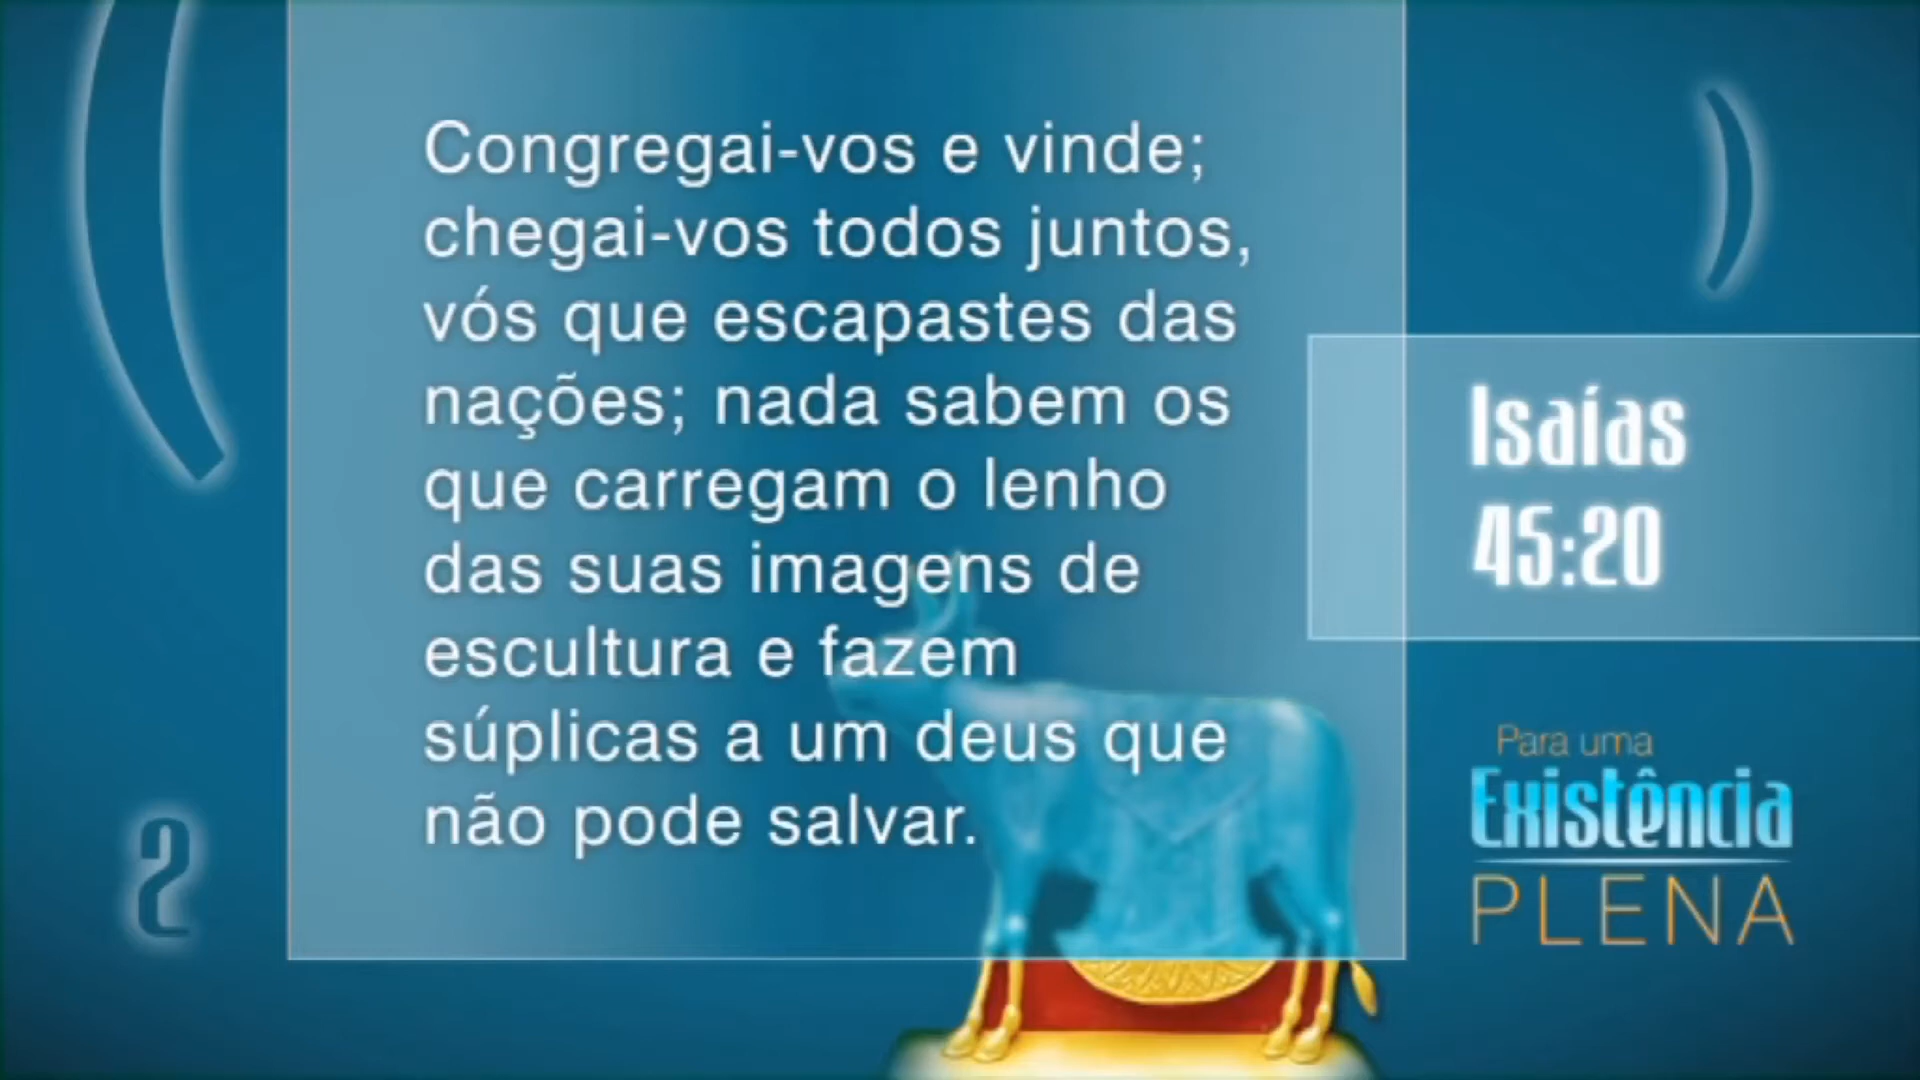 Congregai-vos e vinde;
chegai-vos todos juntos,
vós que escapastes das
nações; nada sabem os
que carregam o lenho
das suas imagens de
escultura e fazem
súplicas a um deus que
não pode salvar.
Isaías
45:20
Para uma
Existência
PLENA
2